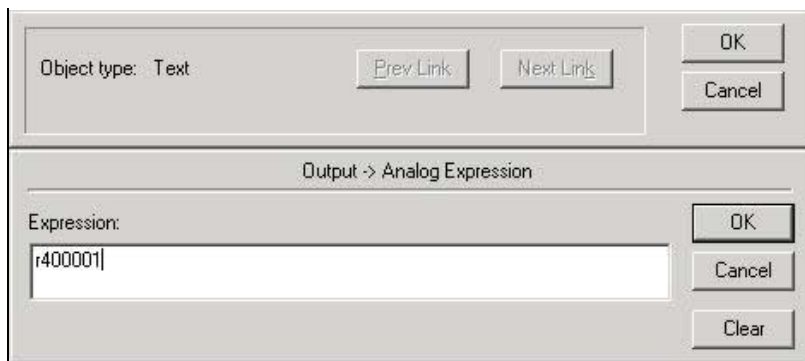 Object type: Text
Prev Link
Next Link
OK
Cancel
Output -> Analog Expression
Expression:
r400001
OK
Cancel
Clear